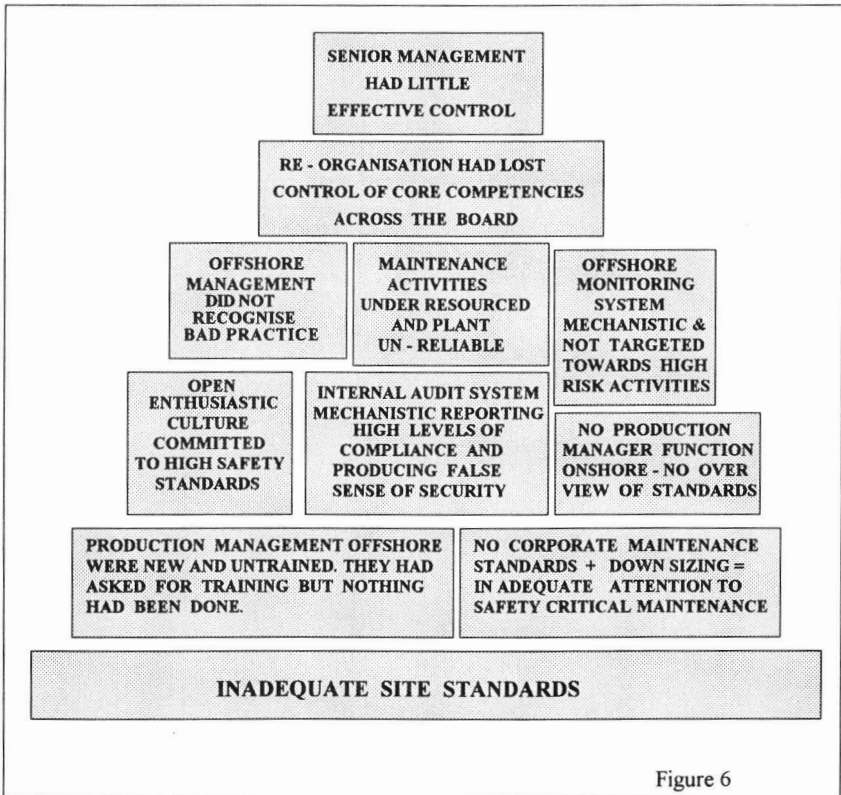 SENIOR MANAGEMENT
HAD LITTLE
EFFECTIVE CONTROL
RE - ORGANISATION HAD LOST
CONTROL OF CORE COMPETENCIES
ACROSS THE BOARD
OFFSHORE
MANAGEMENT
DID NOT
RECOGNISE
BAD PRACTICE
MAINTENANCE
ACTIVITIES
UNDER RESOURCED
AND PLANT
UN - RELIABLE
OFFSHORE
MONITORING
SYSTEM
MECHANISTIC &
NOT TARGETED
TOWARDS HIGH
RISK ACTIVITIES
OPEN
ENTHUSIASTIC
CULTURE
COMMITTED
TO HIGH SAFETY
STANDARDS
INTERNAL AUDIT SYSTEM
MECHANISTIC REPORTING
HIGH LEVELS OF
COMPLIANCE AND
PRODUCING FALSE
SENSE OF SECURITY
NO PRODUCTION
MANAGER FUNCTION
ONSHORE - NO OVER
VIEW OF STANDARDS
PRODUCTION MANAGEMENT OFFSHORE
WERE NEW AND UNTRAINED. THEY HAD
ASKED FOR TRAINING BUT NOTHING
HAD BEEN DONE.
NO CORPORATE MAINTENANCE
STANDARDS + DOWN SIZING =
IN ADEQUATE ATTENTION TO
SAFETY CRITICAL MAINTENANCE
INADEQUATE SITE STANDARDS
Figure 6